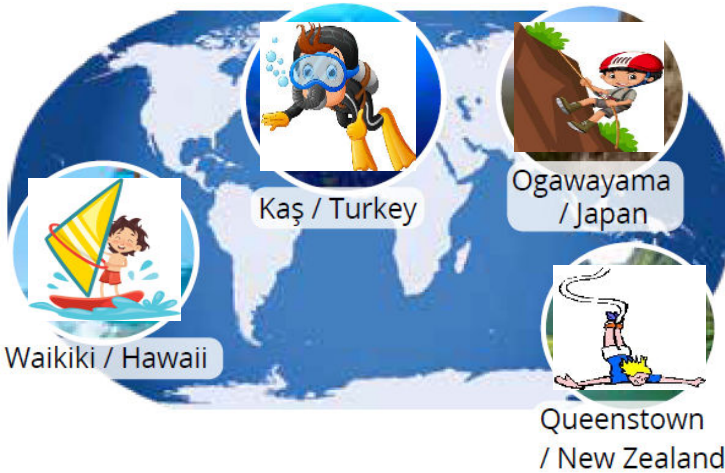 Kaş / Turkey
Ogawayama
/ Japan
Waikiki / Hawaii
Queenstown
/ New Zealand